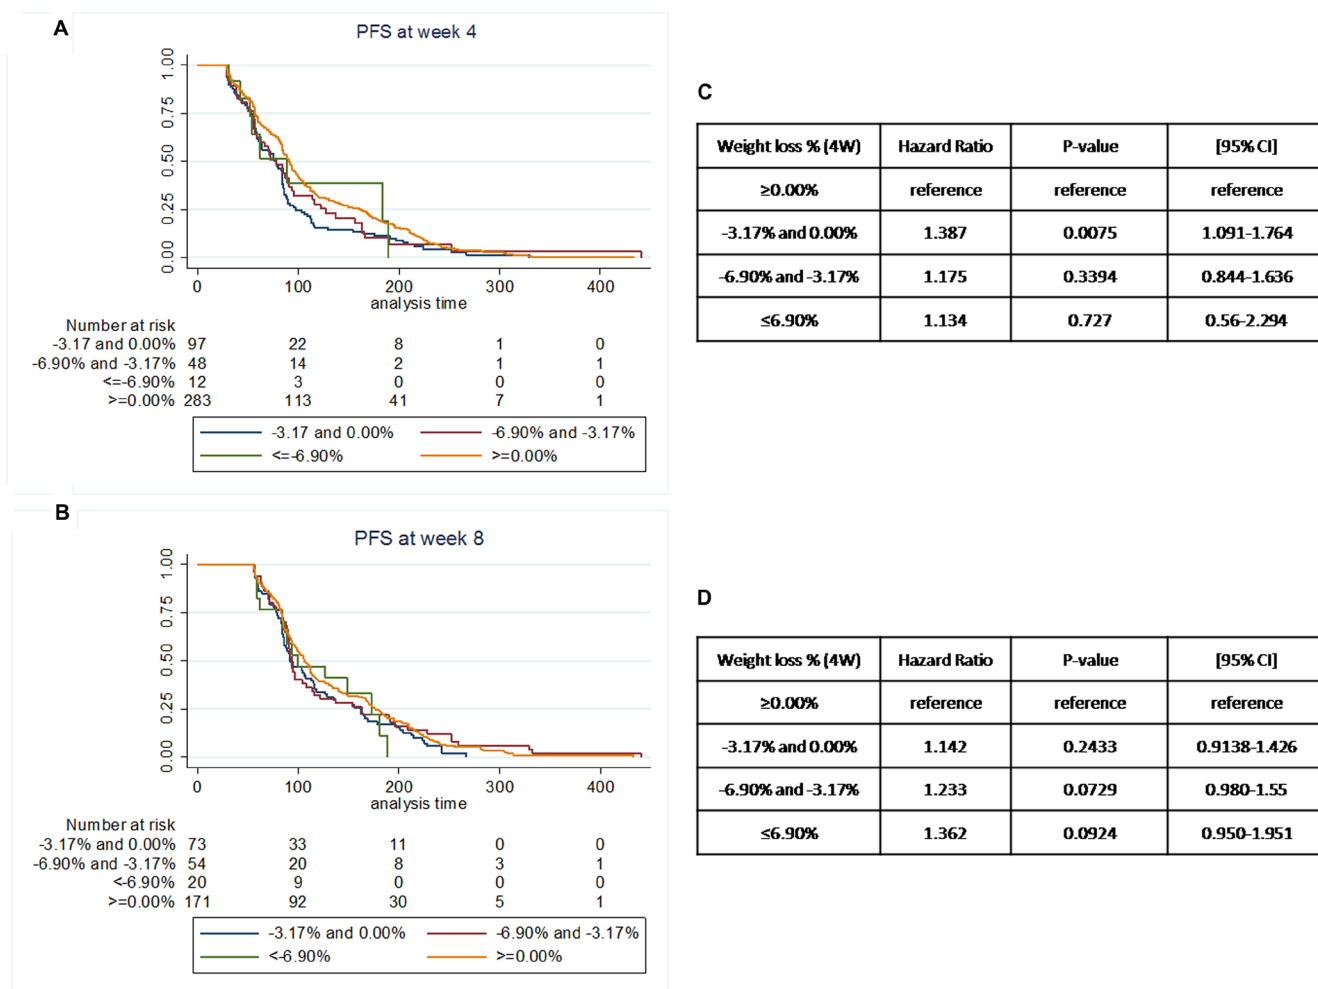 A
PFS at week 4
1.00
0.75
0.50
0.25
0.00
0 100 200 300 400
analysis time
Number at risk
-3.17 and 0.00% 97 22 8 1 0
-6.90% and -3.17% 48 14 2 1 1
<=-6.90% 12 3 0 0 0
>=0.00% 283 113 41 7 1
-3.17 and 0.00% -6.90% and -3.17%
<=-6.90% >=0.00%
C
Weight loss % (4W) Hazard Ratio P-value [95% CI]
≥0.00% reference reference reference
-3.17% and 0.00% 1.387 0.0075 1.091-1.764
-6.90% and -3.17% 1.175 0.3394 0.844-1.636
≤6.90% 1.134 0.727 0.56-2.294
B
PFS at week 8
1.00
0.75
0.50
0.25
0.00
0 100 200 300 400
analysis time
Number at risk
-3.17% and 0.00% 73 33 11 0 0
-6.90% and -3.17% 54 20 8 3 1
<-6.90% 20 9 0 0 0
>=0.00% 171 92 30 5 1
-3.17% and 0.00% -6.90% and -3.17%
<-6.90% >=0.00%
D
Weight loss % (4W) Hazard Ratio P-value [95% CI]
≥0.00% reference reference reference
-3.17% and 0.00% 1.142 0.2433 0.9138-1.426
-6.90% and -3.17% 1.233 0.0729 0.980-1.55
≤6.90% 1.362 0.0924 0.950-1.951